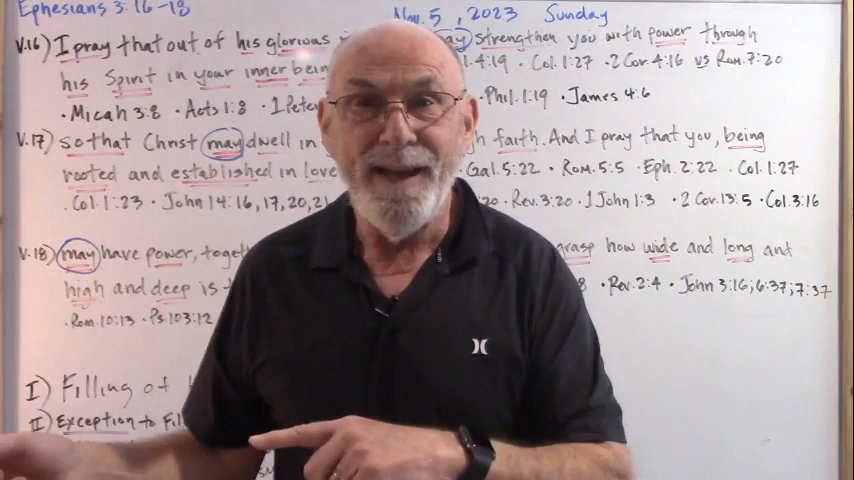 Ephesians 3:16-18 Nov. 5, 2023 Sunday
V.16) I pray that out of his glorious may strengthen you with power through
his Spirit in your inner being 4:19 • Col. 1:27 • 2 Cor. 4:16 vs Rom. 7:20
• Micah 3:8 • Acts 1:8 • 1 Peter • Phil. 1:19 • James 4:6
V.17) so that Christ may dwell in faith. And I pray that you, being
rooted and established in love • Gal. 5:22 • Rom. 5:5 • Eph. 2:22 • Col. 1:27
• Col. 1:23 • John 14:16, 17, 20, 21 20 • Rev. 3:20 • 1 John 1:3 • 2 Cor. 13:5 • Col. 3:16
V.18) may have power, grasp how wide and long and
high and deep is 8 • Rev. 2:4 • John 3:16; 6:37; 7:37
• Rom. 10:13 • Ps. 103:12
I) Filling of
II) Exception to